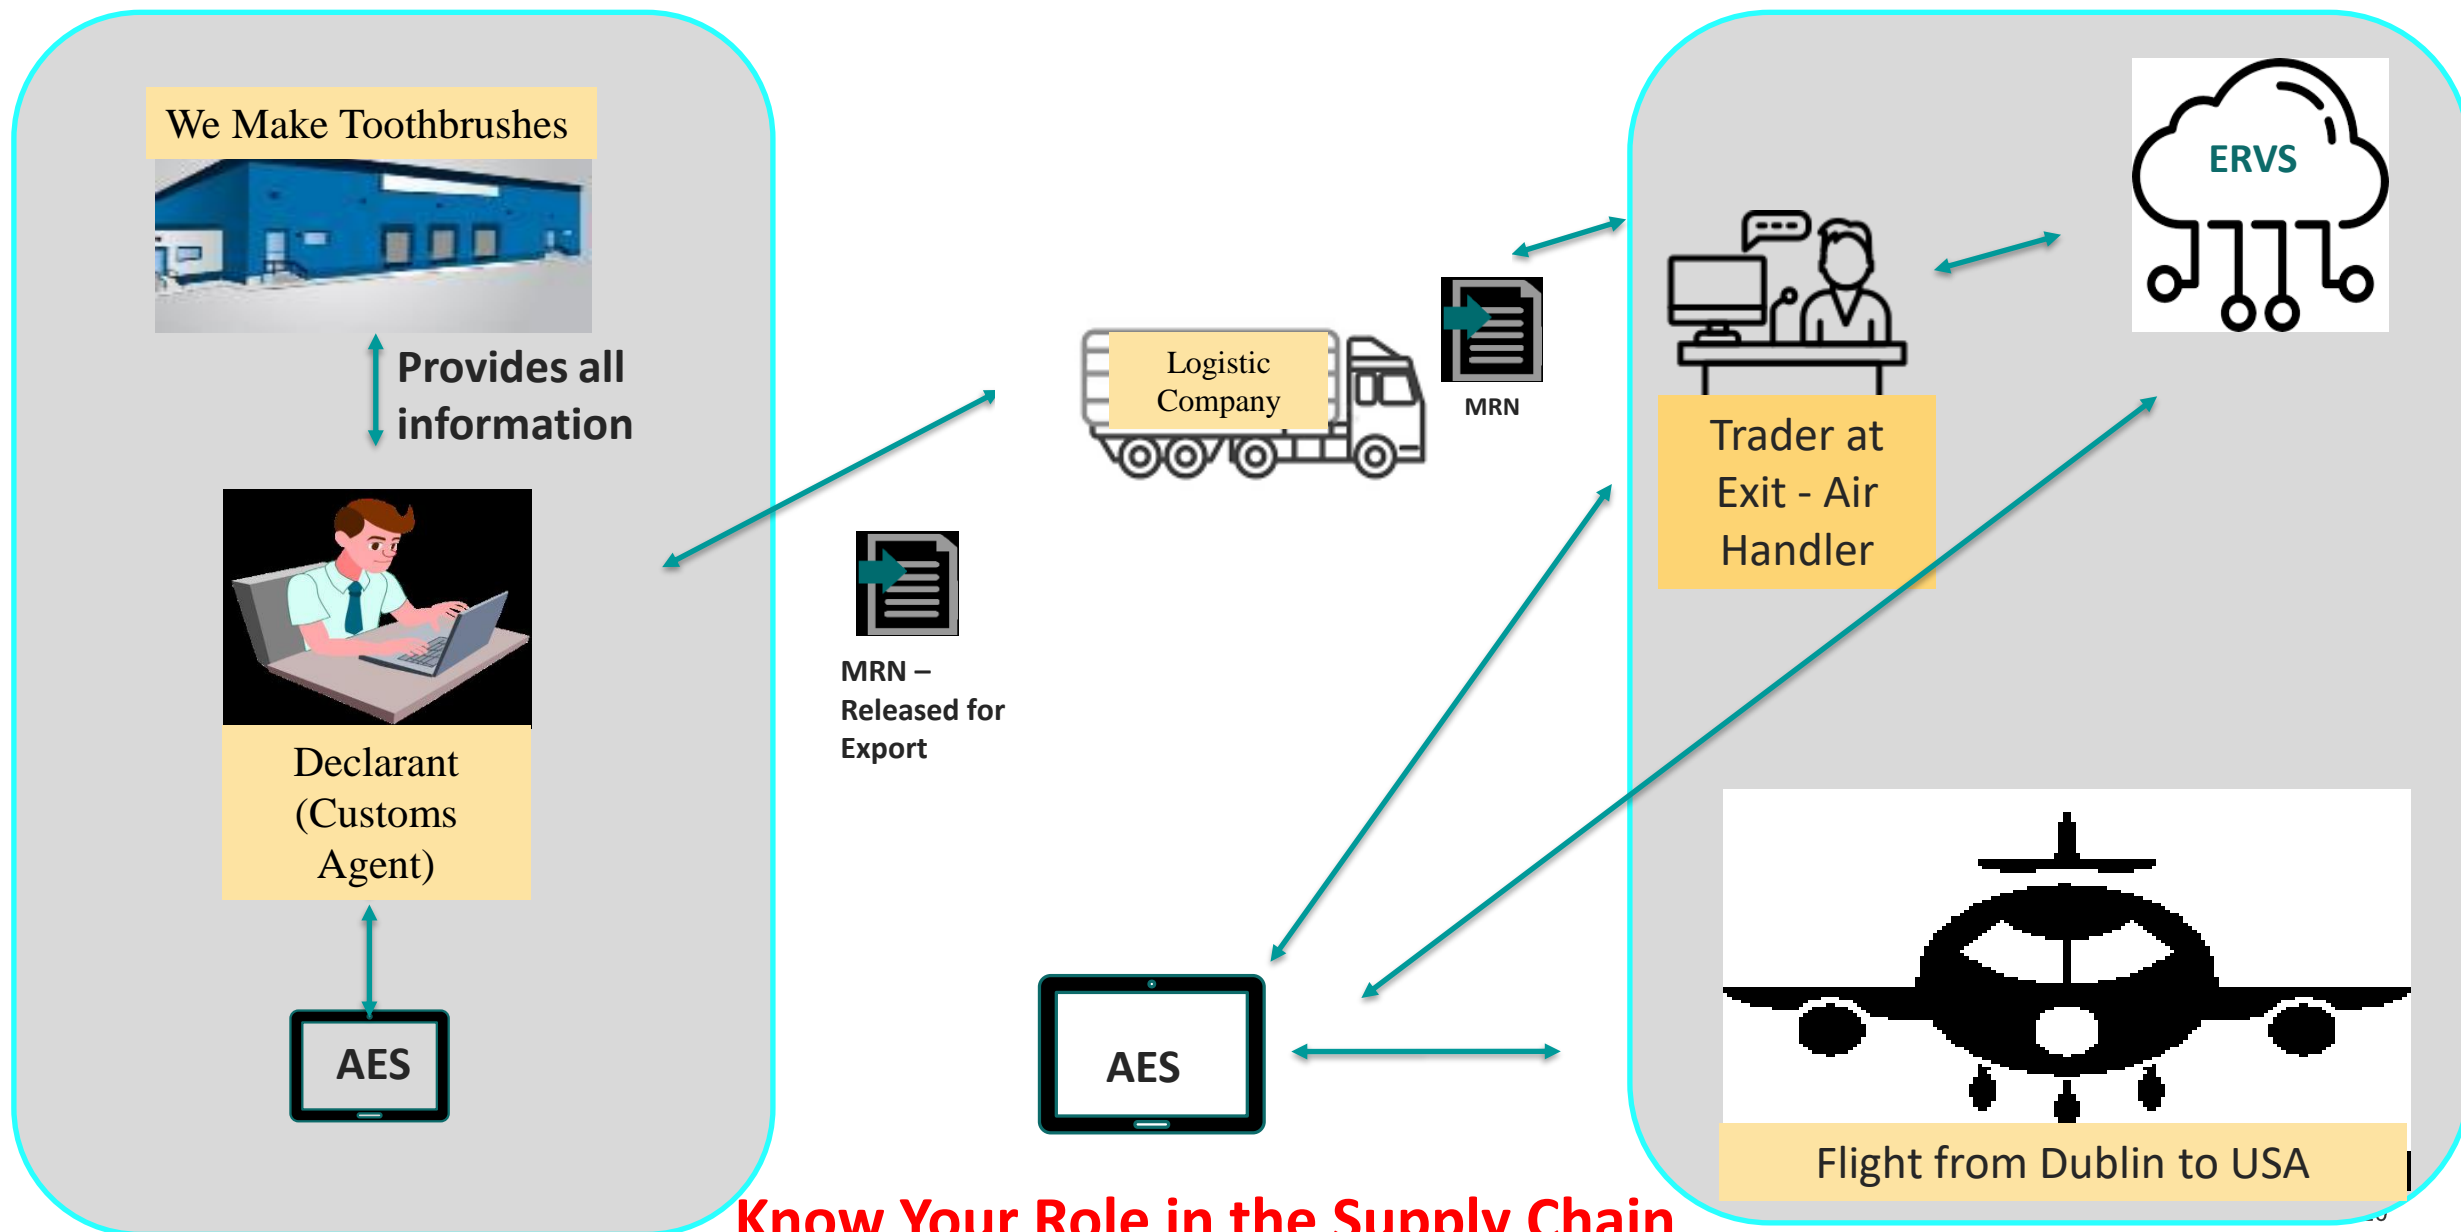 We Make Toothbrushes
Provides all
information
Declarant
(Customs
Agent)
AES
MRN –
Released for
Export
Logistic
Company
MRN
AES
Trader at
Exit - Air
Handler
ERVS
Flight from Dublin to USA
Know Your Role in the Supply Chain